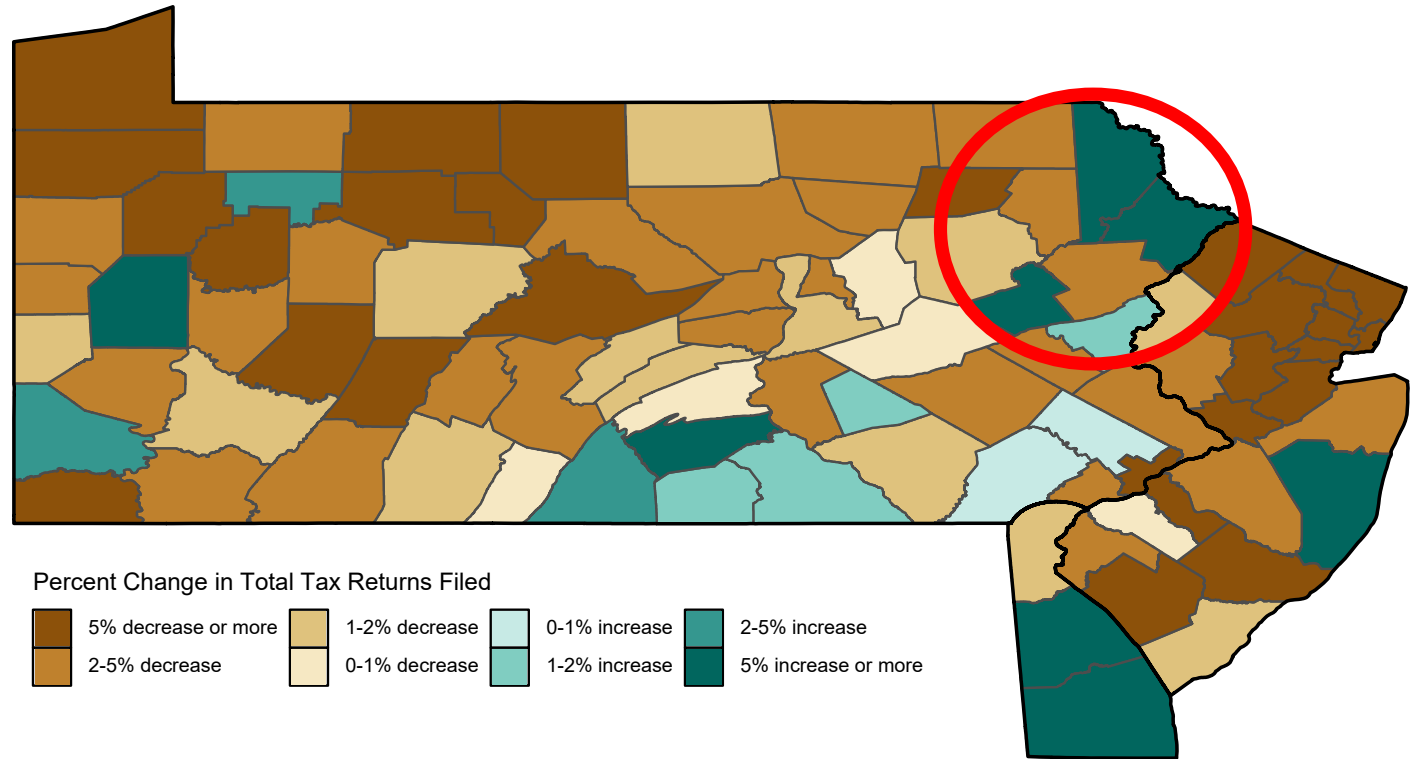 Percent Change in Total Tax Returns Filed
5% decrease or more 1-2% decrease 0-1% increase 2-5% increase
2-5% decrease 0-1% decrease 1-2% increase 5% increase or more